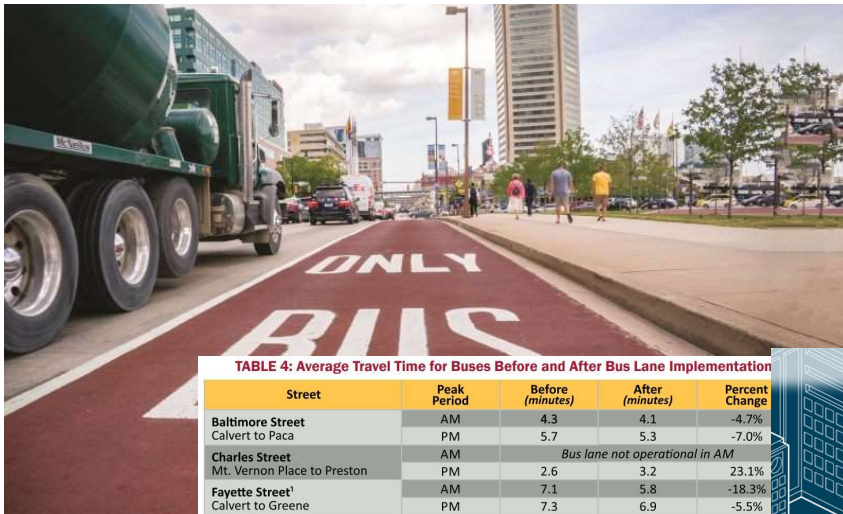 McNeilus
ONLY
BUS
TABLE 4: Average Travel Time for Buses Before and After Bus Lane Implementation
Street Peak Period Before (minutes) After (minutes) Percent Change
Baltimore Street AM 4.3 4.1 -4.7%
Calvert to Paca PM 5.7 5.3 -7.0%
Charles Street AM Bus lane not operational in AM
Mt. Vernon Place to Preston PM 2.6 3.2 23.1%
Fayette Street¹ AM 7.1 5.8 -18.3%
Calvert to Greene PM 7.3 6.9 -5.5%